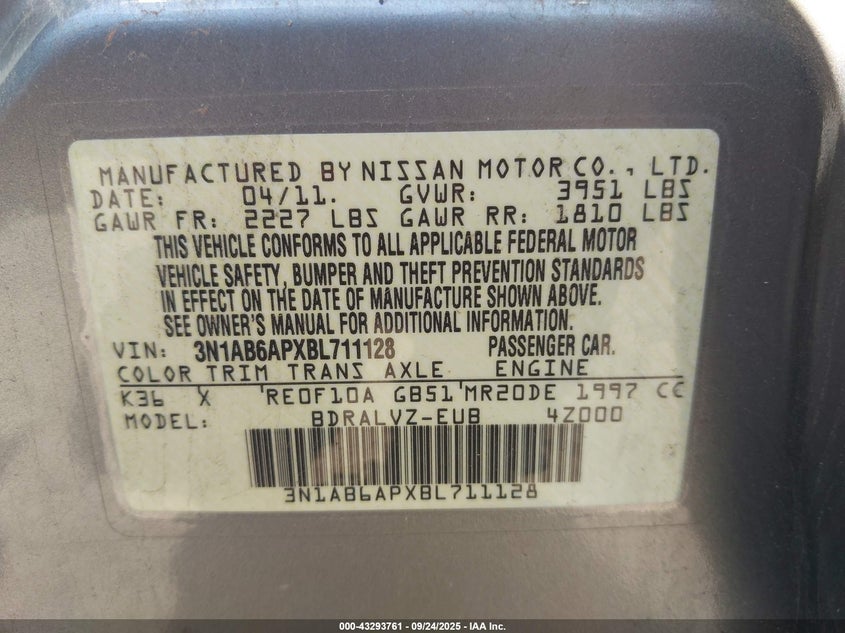 MANUFACTURED BY NISSAN MOTOR CO., LTD.
DATE: 04/11. GVWR: 3951 LBS
GAWR FR: 2227 LBS GAWR RR: 1810 LBS
THIS VEHICLE CONFORMS TO ALL APPLICABLE FEDERAL MOTOR
VEHICLE SAFETY, BUMPER AND THEFT PREVENTION STANDARDS
IN EFFECT ON THE DATE OF MANUFACTURE SHOWN ABOVE.
SEE OWNER'S MANUAL FOR ADDITIONAL INFORMATION.
VIN: 3N1AB6APXBL711128 PASSENGER CAR.
COLOR TRIM TRANS AXLE ENGINE
K36 X RE0F10A GB51 MR20DE 1997 CC
MODEL: BDRALVZ-EUB 4Z000
3N1AB6APXBL711128
000-43293761 - 09/24/2025 - IAA Inc.